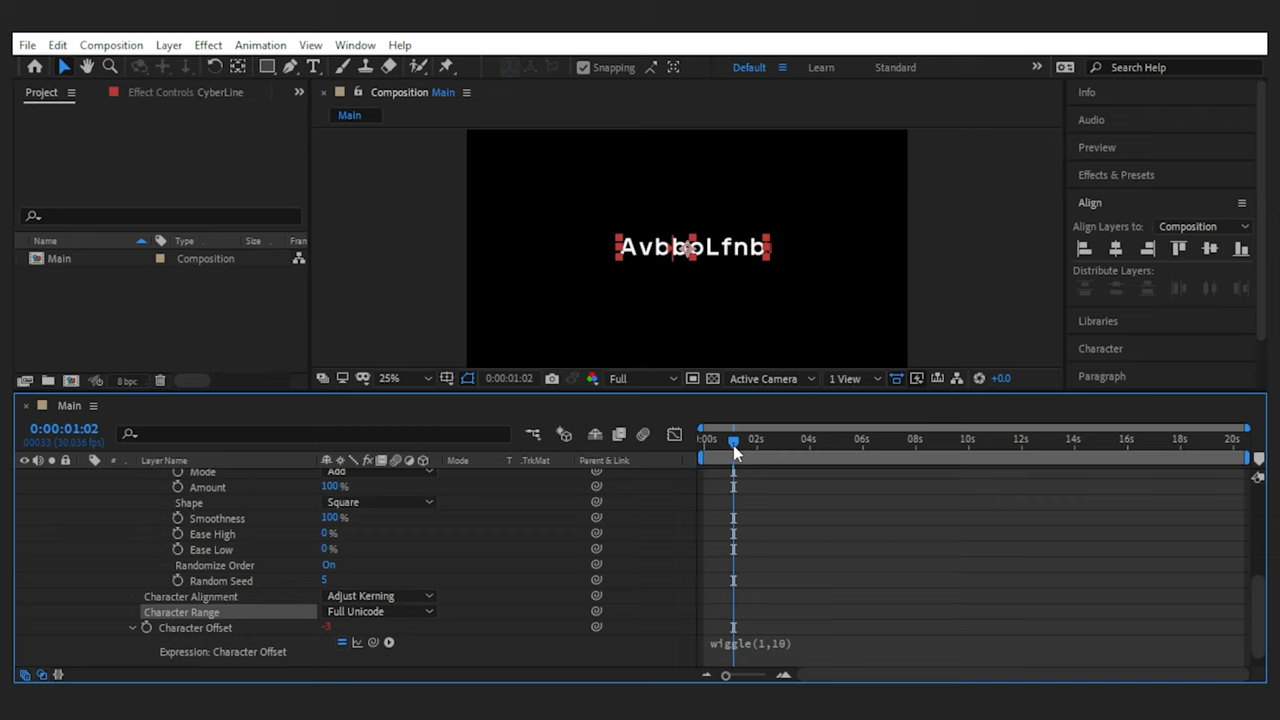 File Edit Composition Layer Effect Animation View Window Help
Snapping Default Learn Standard Search Help
Project Effect Controls CyberLine Composition Main Info
Main
Audio
Preview
Effects & Presets
Align
Align Layers to: Composition
Distribute Layers:
Libraries
Character
Paragraph
Name Type Size Fran
Main Composition
AvbboLfnb
8 bpc
25% 0:00:01:02 Full Active Camera 1 View +0.0
Main
0:00:01:02
00033 (30.036 fps)
:00s 02s 04s 06s 08s 10s 12s 14s 16s 18s 20s
# Layer Name Mode T .TrkMat Parent & Link
Mode Add
Amount 100 %
Shape Square
Smoothness 100 %
Ease High 0 %
Ease Low 0 %
Randomize Order On
Random Seed 5
Character Alignment Adjust Kerning
Character Range Full Unicode
Character Offset -3
Expression: Character Offset
wiggle(1,10)